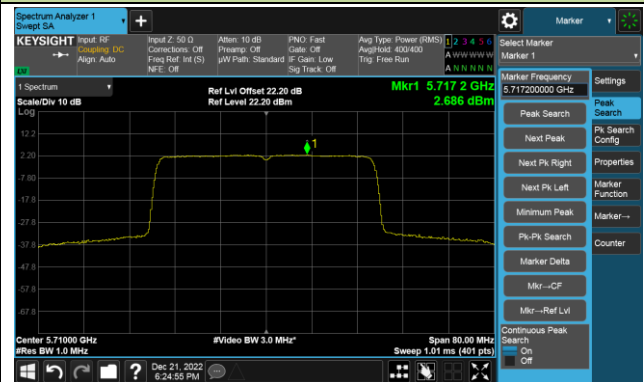 Spectrum Analyzer 1
Swept SA
Marker
KEYSIGHT
Input: RF
Coupling: DC
Align: Auto
Input Z: 50 Ω
Corrections: Off
Freq Ref: Int (S)
NFE: Off
Atten: 10 dB
Preamp: Off
µW Path: Standard
PNO: Fast
Gate: Off
IF Gain: Low
Sig Track: Off
Avg Type: Power (RMS)
Avg|Hold: 400/400
Trig: Free Run
1 2 3 4 5 6
A W W W W W
A N N N N N
LXI
Select Marker
Marker 1
1 Spectrum
Scale/Div 10 dB
Log
Ref Lvl Offset 22.20 dB
Ref Level 22.20 dBm
Mkr1 5.717 2 GHz
2.686 dBm
12.2
2.20
-7.80
-17.8
-27.8
-37.8
-47.8
-57.8
-67.8
1
Center 5.71000 GHz
#Res BW 1.0 MHz
#Video BW 3.0 MHz*
Span 80.00 MHz
Sweep 1.01 ms (401 pts)
Marker Frequency
5.717200000 GHz
Peak Search
Next Peak
Next Pk Right
Next Pk Left
Minimum Peak
Pk-Pk Search
Marker Delta
Mkr→CF
Mkr→Ref Lvl
Continuous Peak
Search
On
Off
Settings
Peak
Search
Pk Search
Config
Properties
Marker
Function
Marker→
Counter
Dec 21, 2022
6:24:55 PM